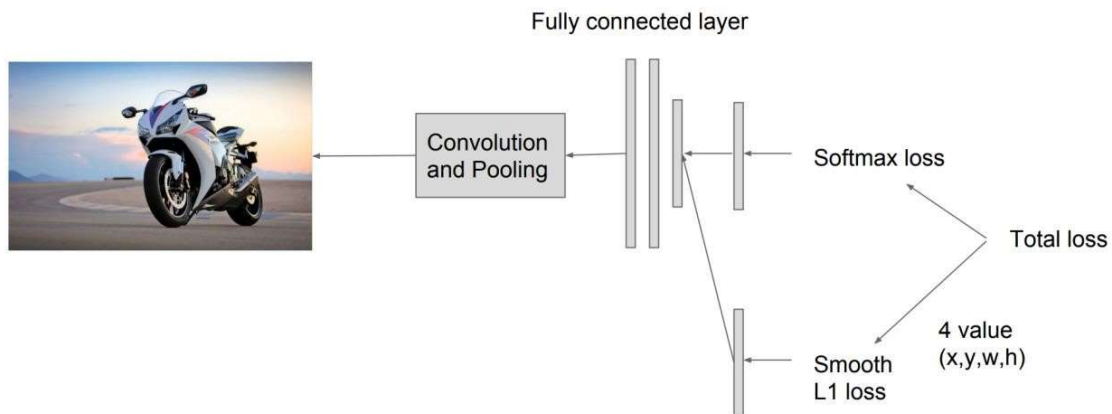 Fully connected layer
Convolution
and Pooling
Softmax loss
Total loss
4 value
(x,y,w,h)
Smooth
L1 loss